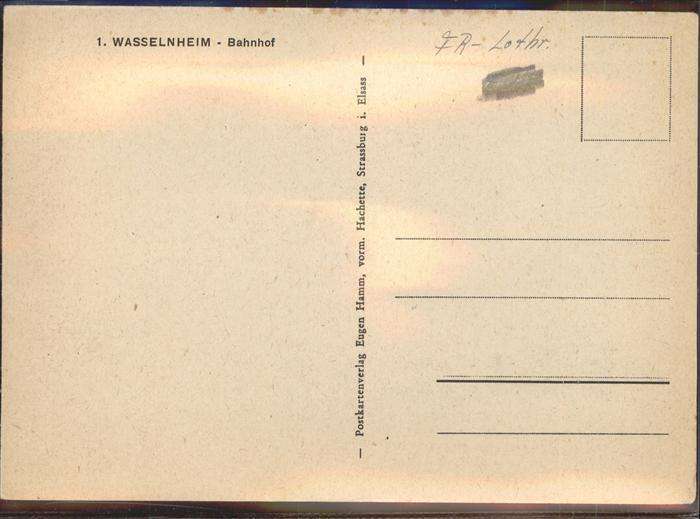 1. WASSELNHEIM - Bahnhof
FR- Lothr.
— Postkartenverlag Eugen Hamm, vorm. Hachette, Strassburg i. Elsass —